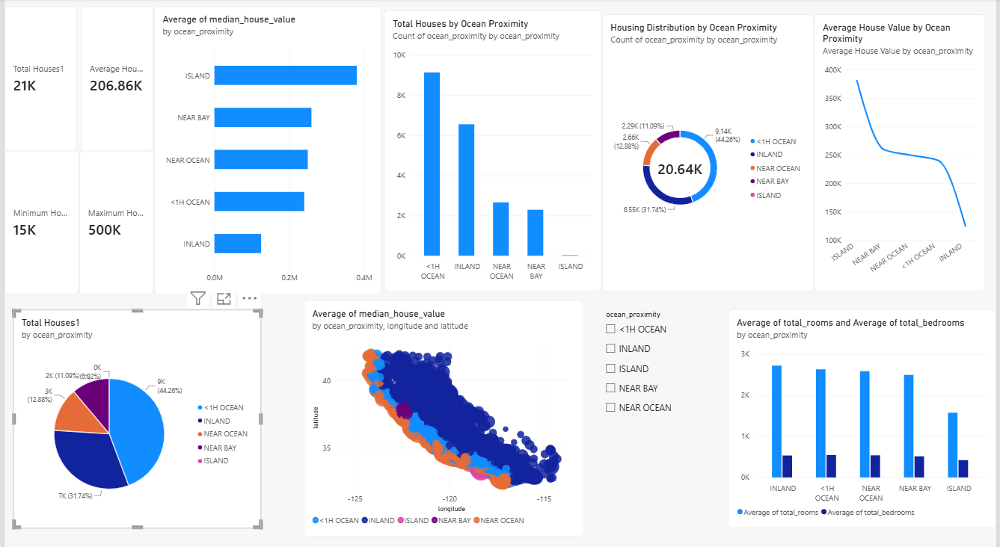 Total Houses1
21K
Average Hou...
206.86K
Minimum Ho...
15K
Maximum Ho...
500K
Average of median_house_value
by ocean_proximity
ISLAND
NEAR BAY
NEAR OCEAN
<1H OCEAN
INLAND
0.0M
0.2M
0.4M
Total Houses by Ocean Proximity
Count of ocean_proximity by ocean_proximity
10K
8K
6K
4K
2K
0K
<1H
OCEAN
INLAND
NEAR
OCEAN
NEAR
BAY
ISLAND
Housing Distribution by Ocean Proximity
Count of ocean_proximity by ocean_proximity
2.29K (11.09%)
2.66K
(12.88%)
9.14K
(44.26%)
20.64K
6.55K (31.74%)
<1H OCEAN
INLAND
NEAR OCEAN
NEAR BAY
ISLAND
Average House Value by Ocean
Proximity
Average House Value by ocean_proximity
400K
350K
300K
250K
200K
150K
100K
ISLAND
NEAR BAY
NEAR OCEAN
<1H OCEAN
INLAND
Total Houses1
by ocean_proximity
0K
(0.02%)
2K (11.09%)
3K
(12.88%)
9K
(44.26%)
7K (31.74%)
<1H OCEAN
INLAND
NEAR OCEAN
NEAR BAY
ISLAND
Average of median_house_value
by ocean_proximity, longitude and latitude
latitude
40
35
-125
-120
-115
longitude
<1H OCEAN
INLAND
ISLAND
NEAR BAY
NEAR OCEAN
ocean_proximity
<1H OCEAN
INLAND
ISLAND
NEAR BAY
NEAR OCEAN
Average of total_rooms and Average of total_bedrooms
by ocean_proximity
3K
2K
1K
0K
INLAND
<1H
OCEAN
NEAR
OCEAN
NEAR BAY
ISLAND
Average of total_rooms
Average of total_bedrooms